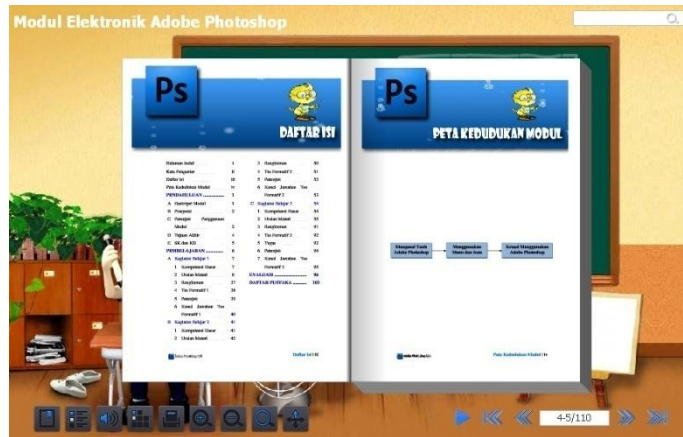 Modul Elektronik Adobe Photoshop
Ps
DAFTAR ISI
Halaman Judul i
Kata Pengantar ii
Daftar Isi iii
Peta Kedudukan Modul iv
PENDAHULUAN 1
A Deskripsi Modul 1
B Prasyarat 2
C Petunjuk Penggunaan
Modul 2
D Tujuan Akhir 4
E SK dan KD 5
PEMBELAJARAN 6
A Kegiatan Belajar 1 7
1 Kompetensi Dasar 7
2 Uraian Materi 8
3 Rangkuman 37
4 Tes Formatif 1 38
5 Petunjuk 39
6 Kunci Jawaban Tes
Formatif 1 40
B Kegiatan Belajar 2 41
1 Kompetensi Dasar 41
2 Uraian Materi 42
3 Rangkuman 50
4 Tes Formatif 2 51
5 Petunjuk 52
6 Kunci Jawaban Tes
Formatif 2 53
C Kegiatan Belajar 3 54
1 Kompetensi Dasar 54
2 Uraian Materi 55
3 Rangkuman 91
4 Tes Formatif 3 92
5 Tugas
6 Petunjuk 94
7 Kunci Jawaban Tes
Formatif 3 95
EVALUASI 96
DAFTAR PUSTAKA 103
Daftar Isi | iii
Ps
PETA KEDUDUKAN MODUL
Mengenal Tools
Adobe Photoshop
Menggunakan
Menu dan Icon
Kreasi Menggunakan
Adobe Photoshop
Peta Kedudukan Modul | iv
4-5/110